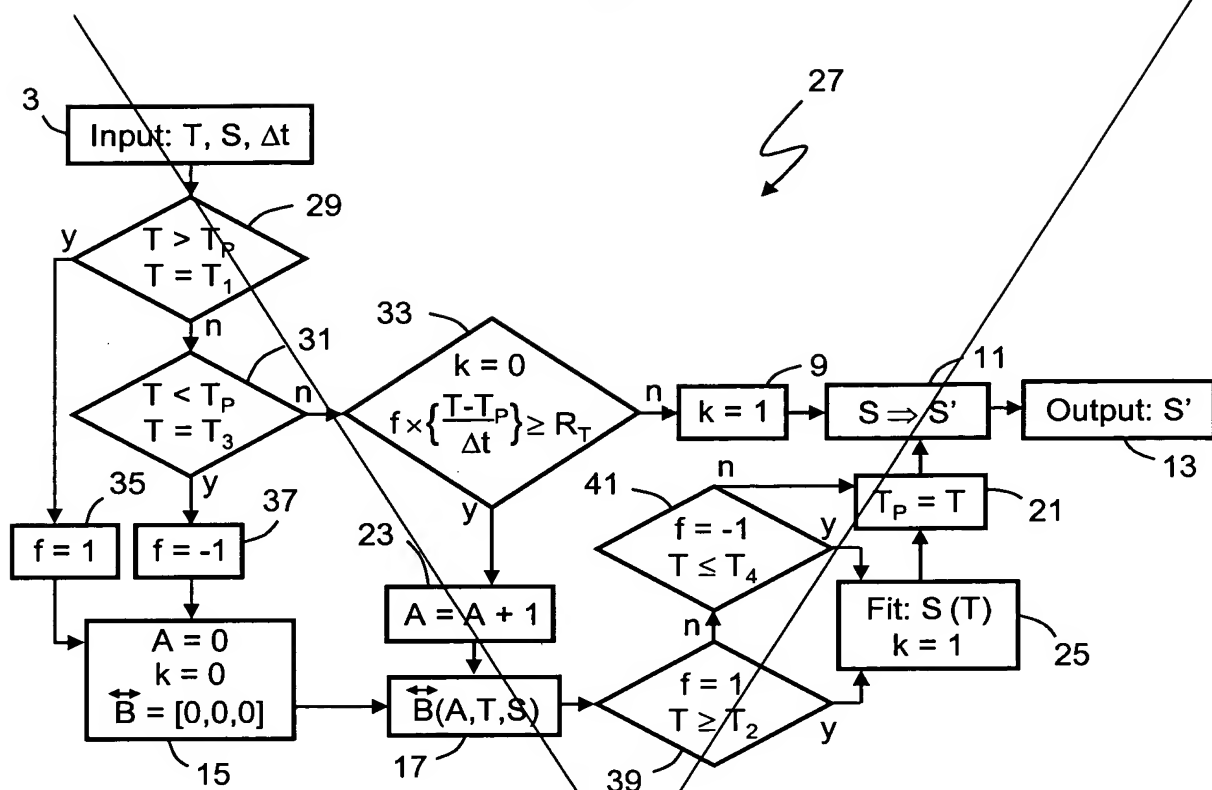 27
3
Input: T, S, Δt
29
y
T > T_P
T = T_1
n
31
T < T_P
T = T_3
n
y
33
k = 0
f × {(T-T_P)/Δt} ≥ R_T
n
y
9
k = 1
11
S ⇒ S'
Output: S'
13
35
f = 1
37
f = -1
23
A = A + 1
41
n
f = -1
T ≤ T_4
y
n
T_P = T
21
Fit: S (T)
k = 1
25
A = 0
k = 0
B = [0,0,0]
15
B(A,T,S)
17
f = 1
T ≥ T_2
y
39